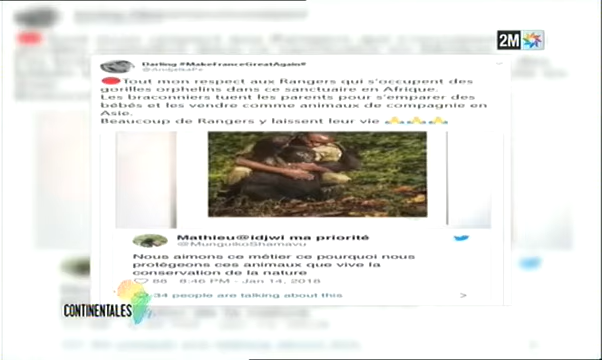 2M
Darling #MakeFranceGreatAgain#
Tout mon respect aux Rangers qui s'occupent des
gorilles orphelins dans ce sanctuaire en Afrique.
Les braconniers tuent les parents pour s'emparer des
bébés et les vendre comme animaux de compagnie en
Asie.
Beaucoup de Rangers y laissent leur vie 🙏🙏🙏
Mathieu@idjwi ma priorité
@MunguikoShamavu
Nous aimons ce métier ce pourquoi nous
protégeons ces animaux que vive la
conservation de la nature
88 8:46 PM - Jan 14, 2018
34 people are talking about this
CONTINENTALES